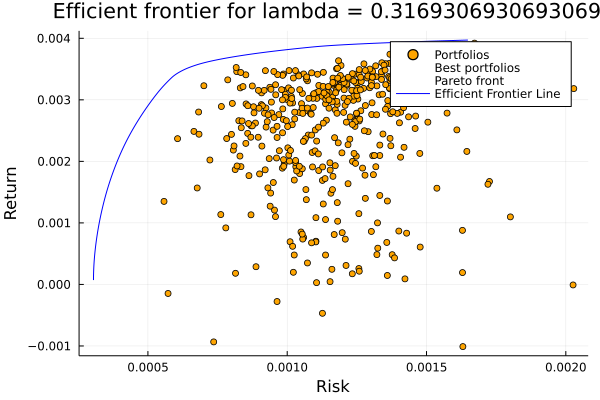 Efficient frontier for lambda = 0.3169306930693069
Return
0.004
0.003
0.002
0.001
0.000
−0.001
Portfolios
Best portfolios
Pareto front
Efficient Frontier Line
0.0005
0.0010
0.0015
0.0020
Risk